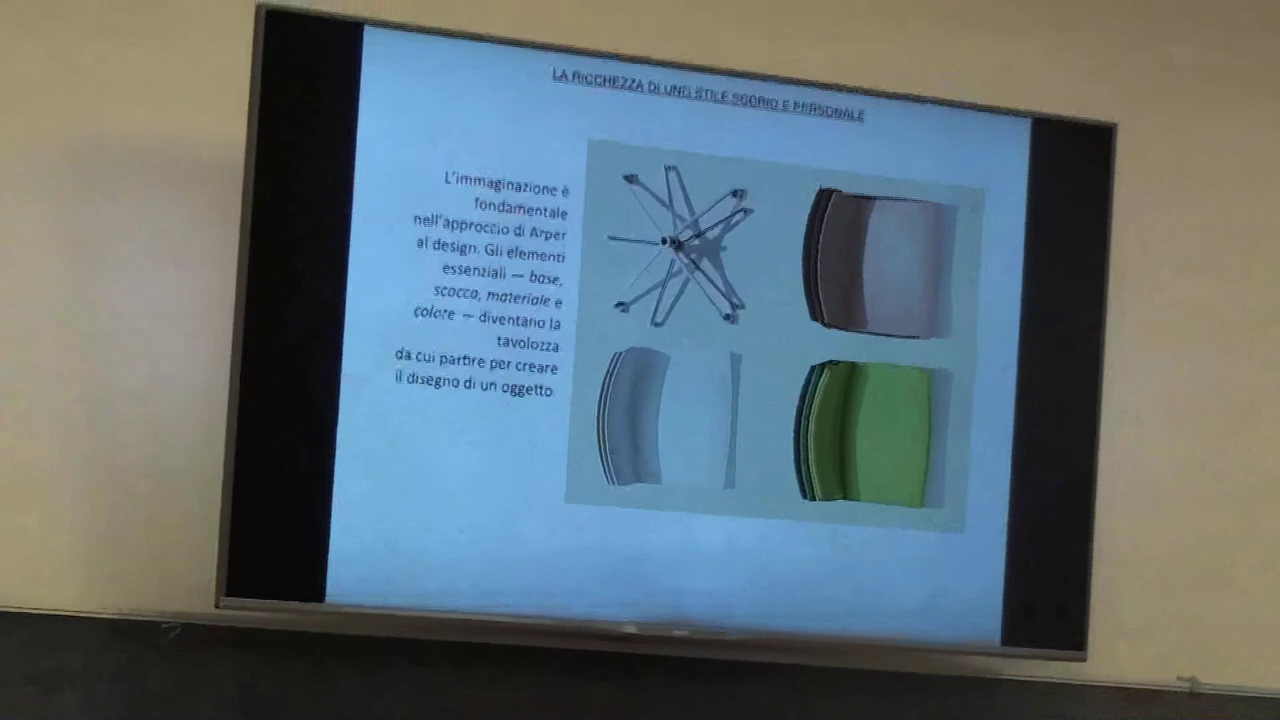 LA RICCHEZZA DI UNO STILE SOBRIO E PERSONALE
L'immaginazione è
fondamentale
nell'approccio di Arper
al design. Gli elementi
essenziali — base,
scocca, materiale e
colore — diventano la
tavolozza
da cui partire per creare
il disegno di un oggetto.